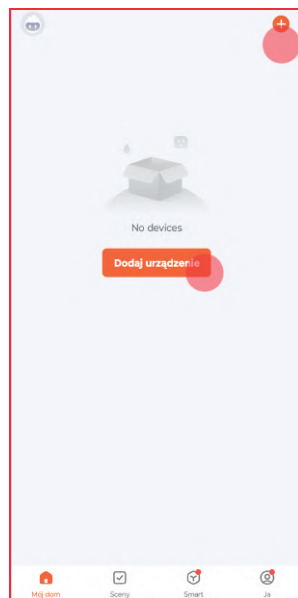 No devices
Dodaj urządzenie
Mój dom
Sceny
Smart
Ja